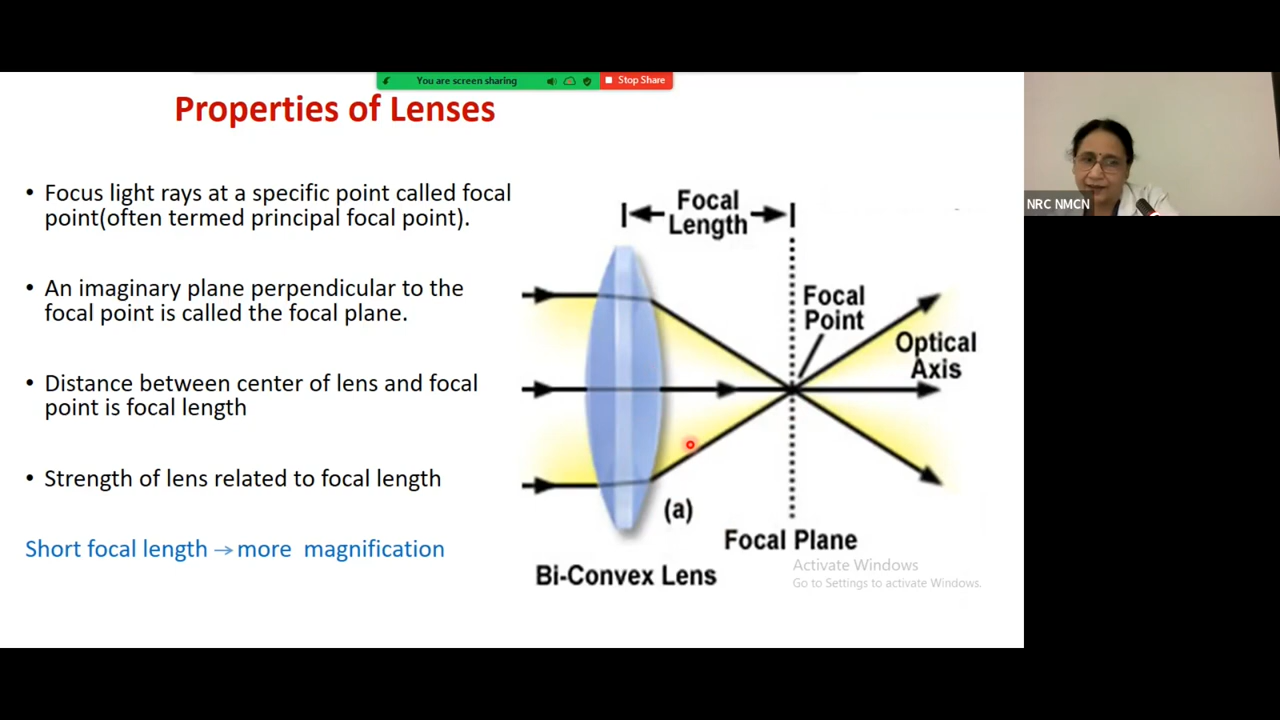 You are screen sharing
Stop Share
Properties of Lenses
• Focus light rays at a specific point called focal
point(often termed principal focal point).
• An imaginary plane perpendicular to the
focal point is called the focal plane.
• Distance between center of lens and focal
point is focal length
• Strength of lens related to focal length
Short focal length → more magnification
Focal
Length
Focal
Point
Optical
Axis
(a)
Focal Plane
Bi-Convex Lens
Activate Windows
Go to Settings to activate Windows.
NRC NMCN